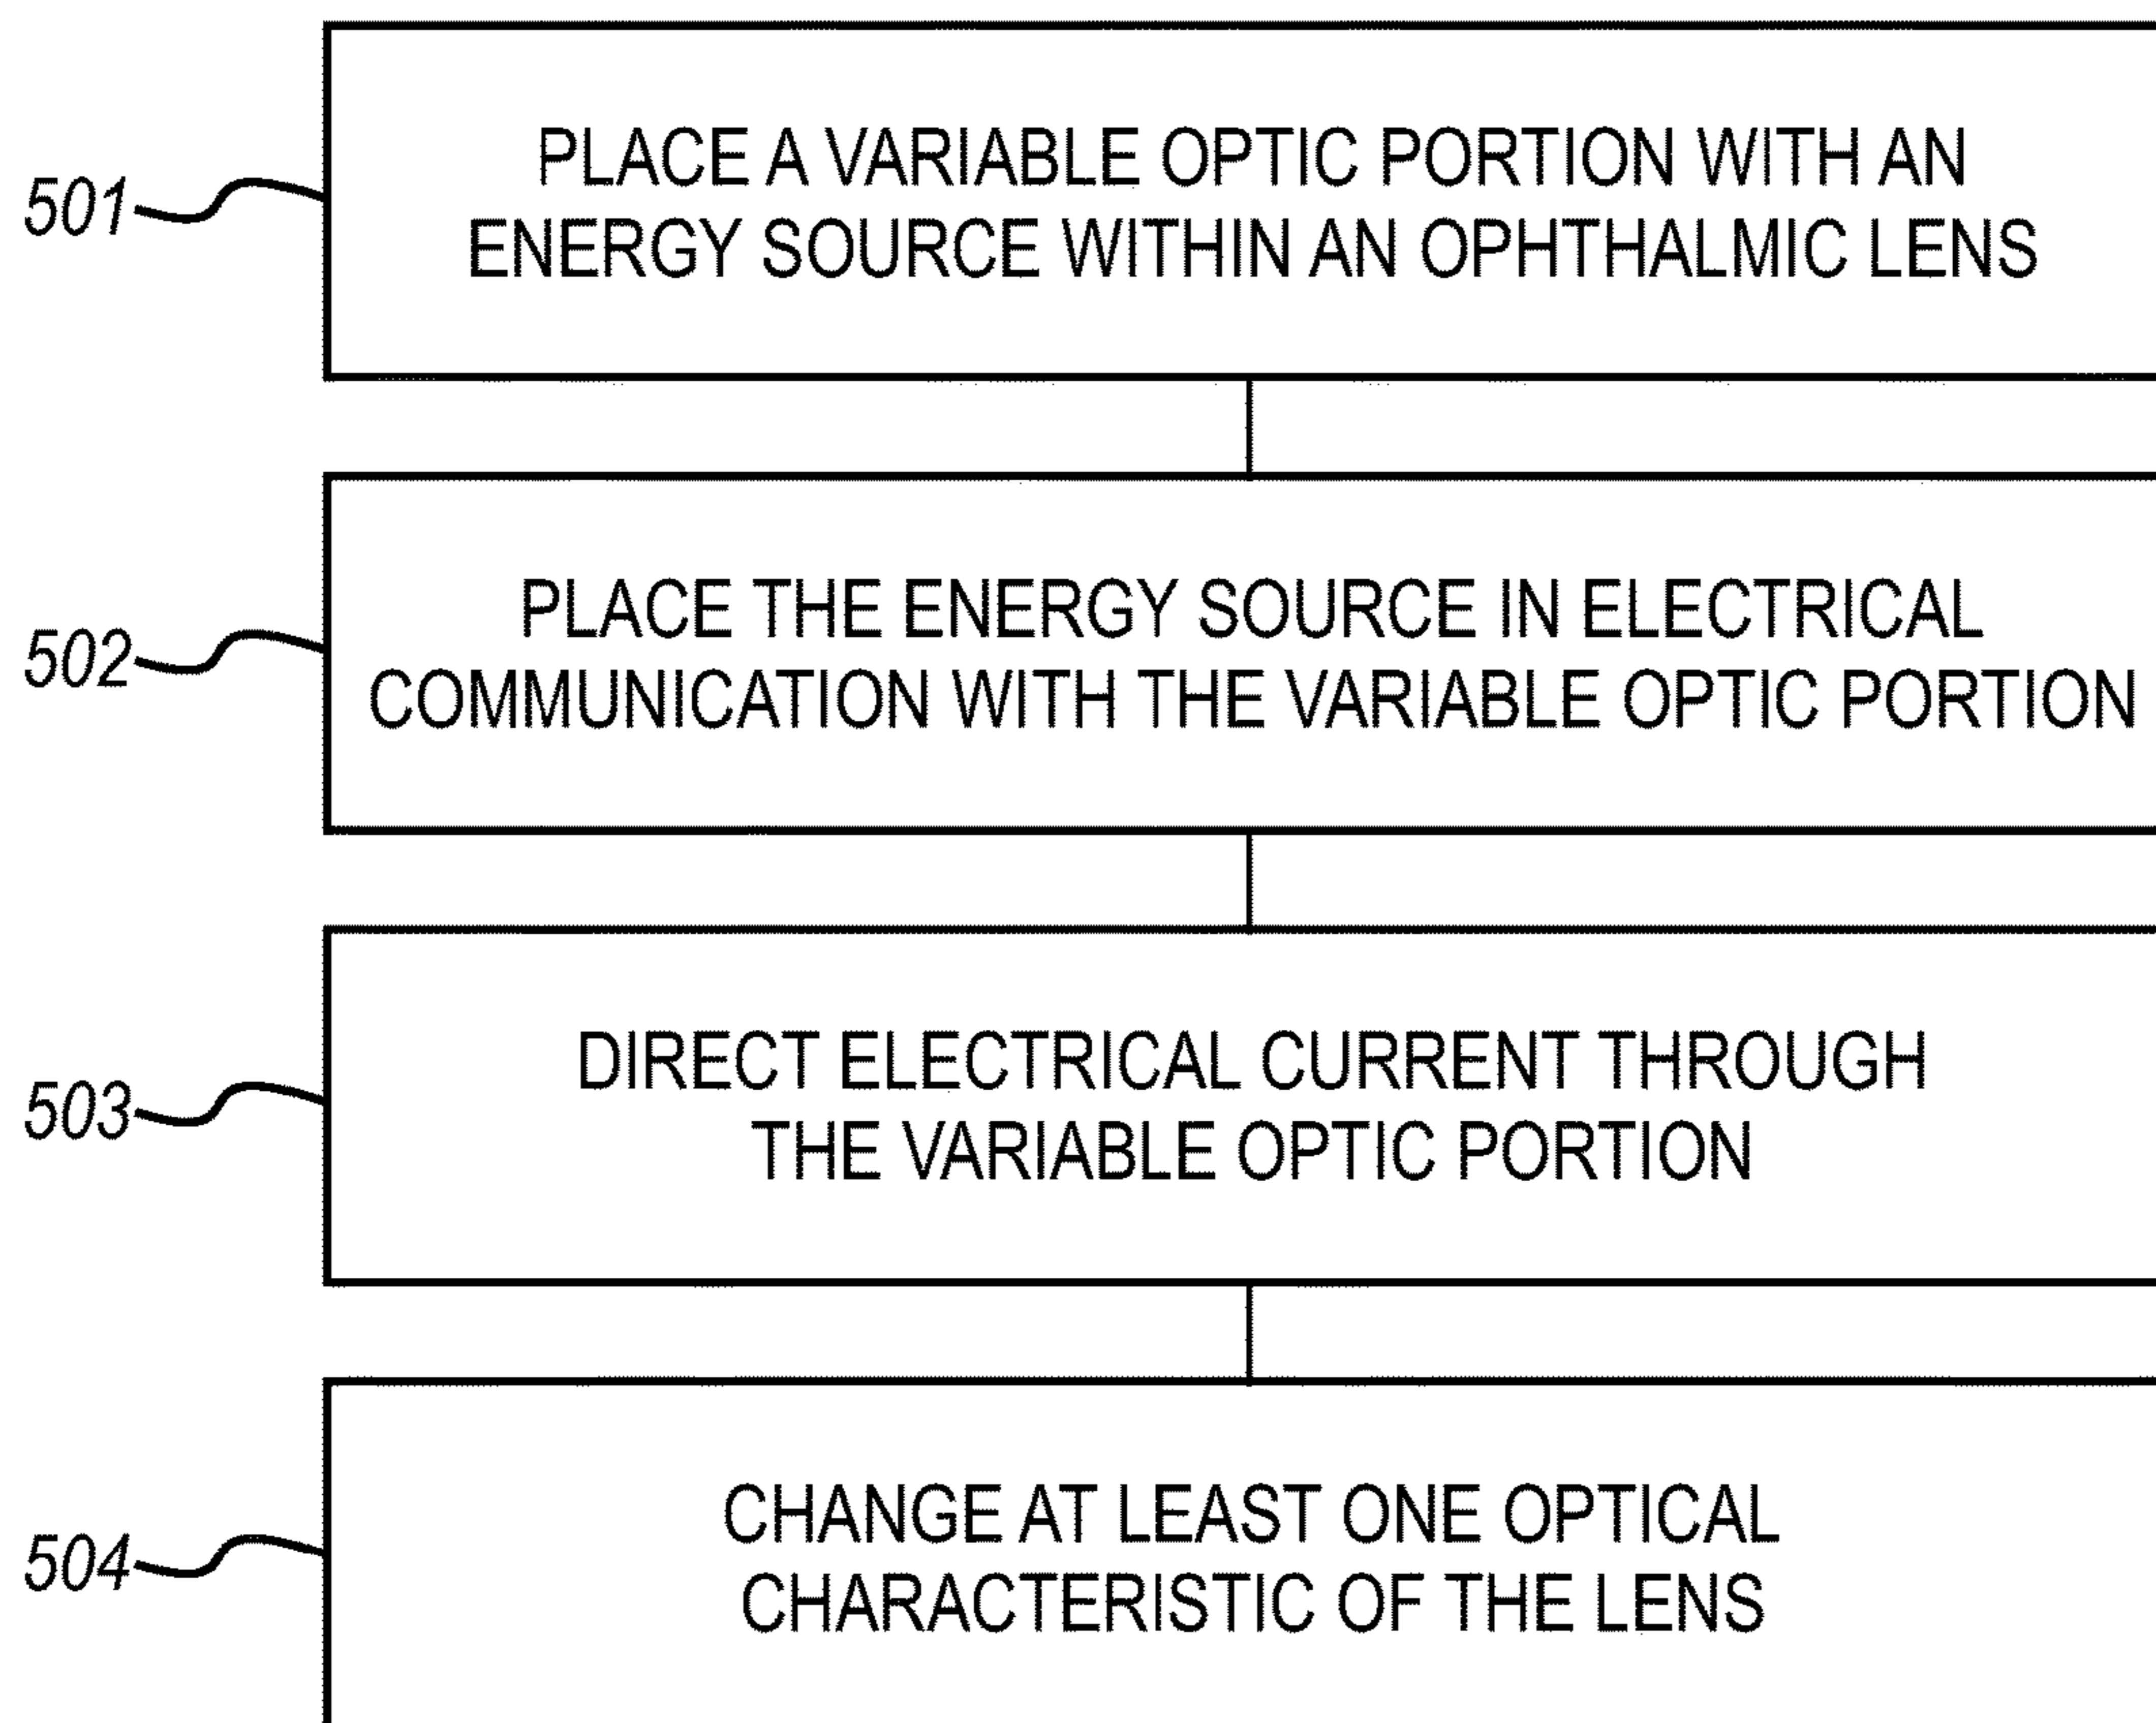 501
PLACE A VARIABLE OPTIC PORTION WITH AN
ENERGY SOURCE WITHIN AN OPHTHALMIC LENS
502
PLACE THE ENERGY SOURCE IN ELECTRICAL
COMMUNICATION WITH THE VARIABLE OPTIC PORTION
503
DIRECT ELECTRICAL CURRENT THROUGH
THE VARIABLE OPTIC PORTION
504
CHANGE AT LEAST ONE OPTICAL
CHARACTERISTIC OF THE LENS